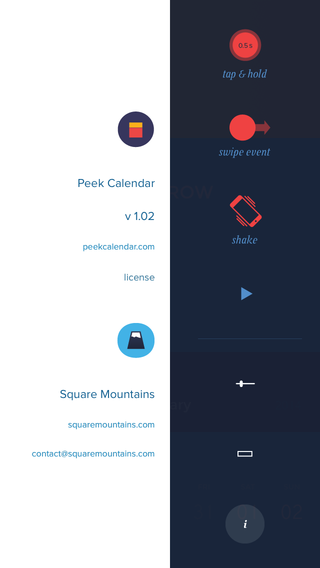 Peek Calendar
v 1.02
peekcalendar.com
license
Square Mountains
squaremountains.com
contact@squaremountains.com
0.5 s
tap & hold
swipe event
shake
i